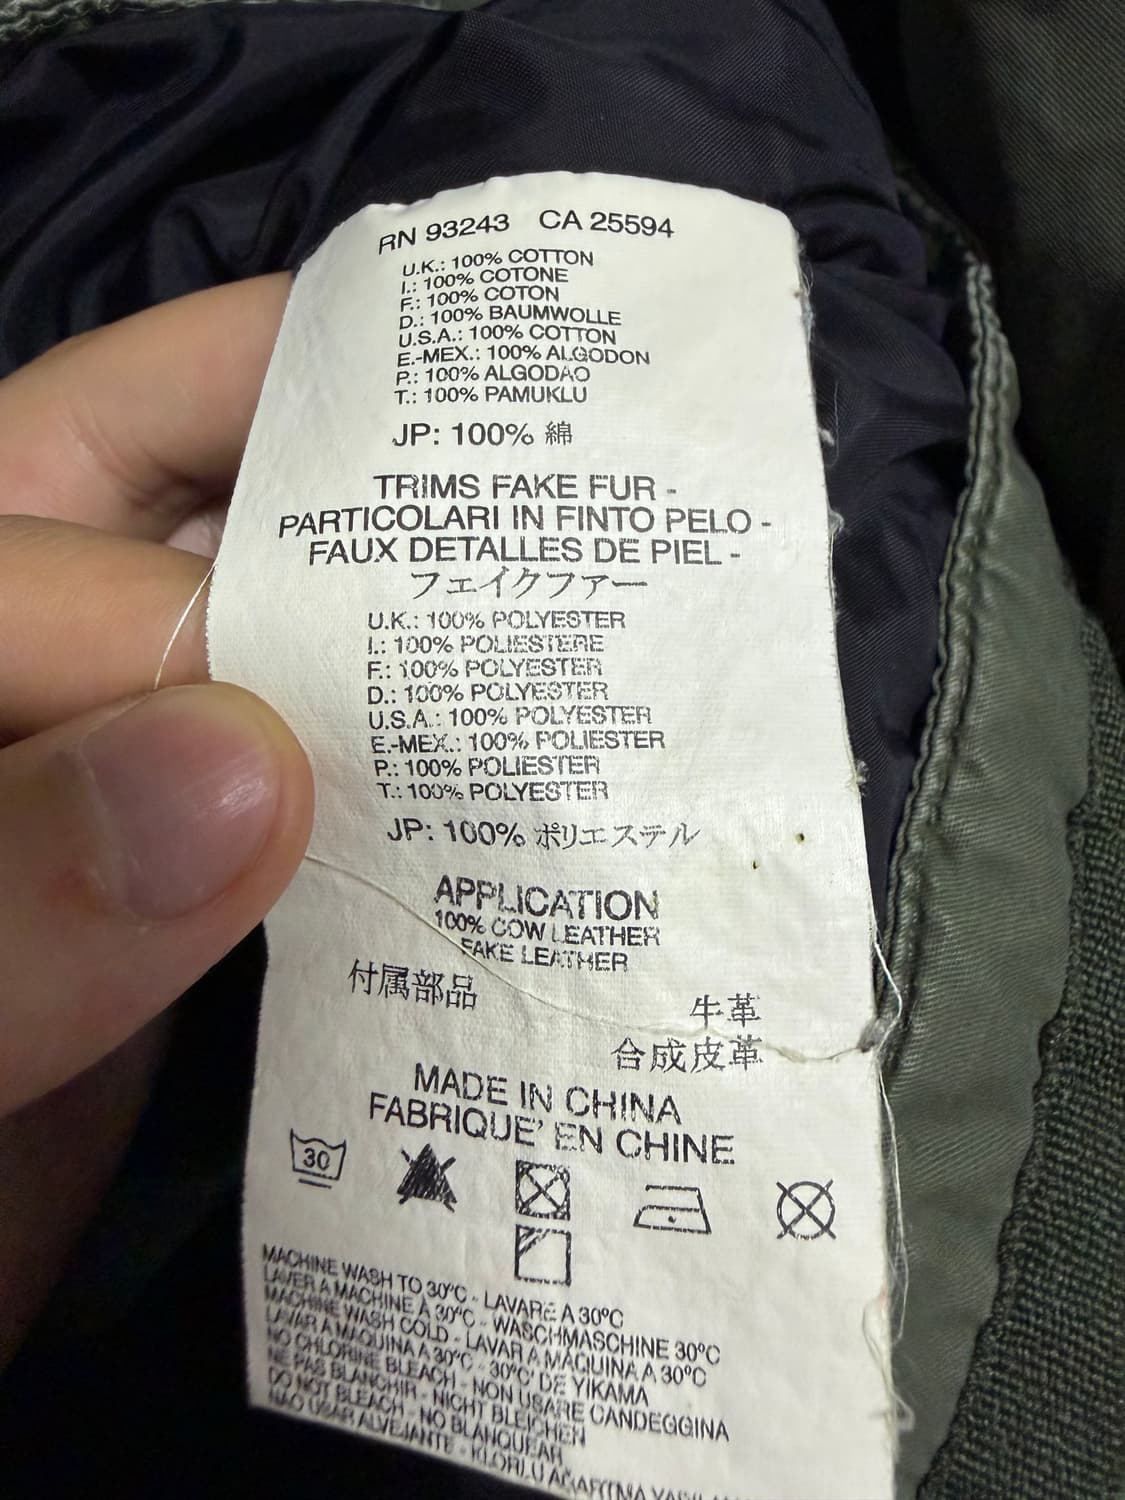 RN 93243 CA 25594
U.K.: 100% COTTON
I.: 100% COTONE
F.: 100% COTON
D.: 100% BAUMWOLLE
U.S.A.: 100% COTTON
E.-MEX.: 100% ALGODON
P.: 100% ALGODAO
T.: 100% PAMUKLU
JP: 100% 綿
TRIMS FAKE FUR -
PARTICOLARI IN FINTO PELO -
FAUX DETALLES DE PIEL -
フェイクファー
U.K.: 100% POLYESTER
I.: 100% POLIESTERE
F.: 100% POLYESTER
D.: 100% POLYESTER
U.S.A.: 100% POLYESTER
E.-MEX.: 100% POLIESTER
P.: 100% POLIESTER
T.: 100% POLYESTER
JP: 100% ポリエステル
APPLICATION
100% COW LEATHER
FAKE LEATHER
付属部品 牛革
合成皮革
MADE IN CHINA
FABRIQUE' EN CHINE
30
MACHINE WASH TO 30°C - LAVARE A 30°C
LAVER A MACHINE À 30°C - WASCHMASCHINE 30°C
MACHINE WASH COLD - LAVAR A MAQUINA A 30°C
LAVAR A MAQUINA A 30°C - 30°C' DE YIKAMA
NO CHLORINE BLEACH - NON USARE CANDEGGINA
NE PAS BLANCHIR - NICHT BLEICHEN
DO NOT BLEACH - NO BLANQUEAR
NAO USAR ALVEJANTE - KLORLU AĞARTMA